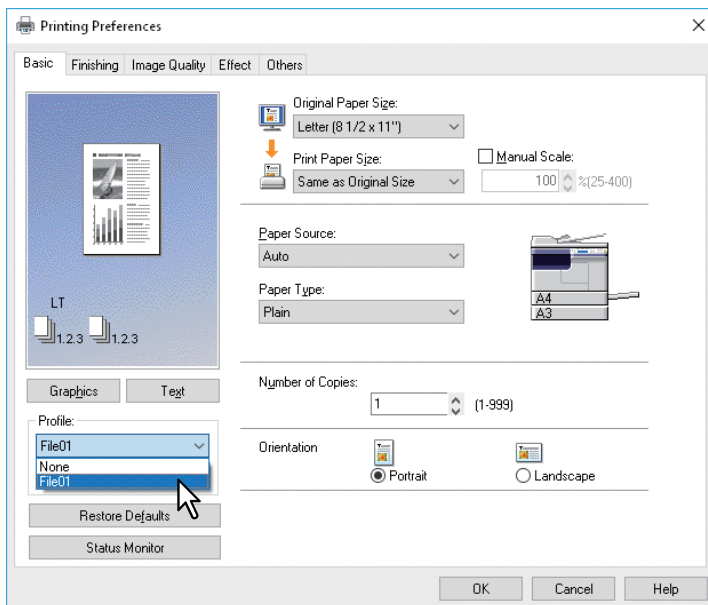 Printing Preferences
Basic Finishing Image Quality Effect Others
Original Paper Size:
Letter (8 1/2 x 11")
Print Paper Size:
Same as Original Size
Manual Scale:
100 %(25-400)
LT
1.2.3 1.2.3
Paper Source:
Auto
Paper Type:
Plain
A4
A3
Graphics Text
Number of Copies:
1 (1-999)
Profile:
File01
None
File01
Orientation
Portrait Landscape
Restore Defaults
Status Monitor
OK Cancel Help